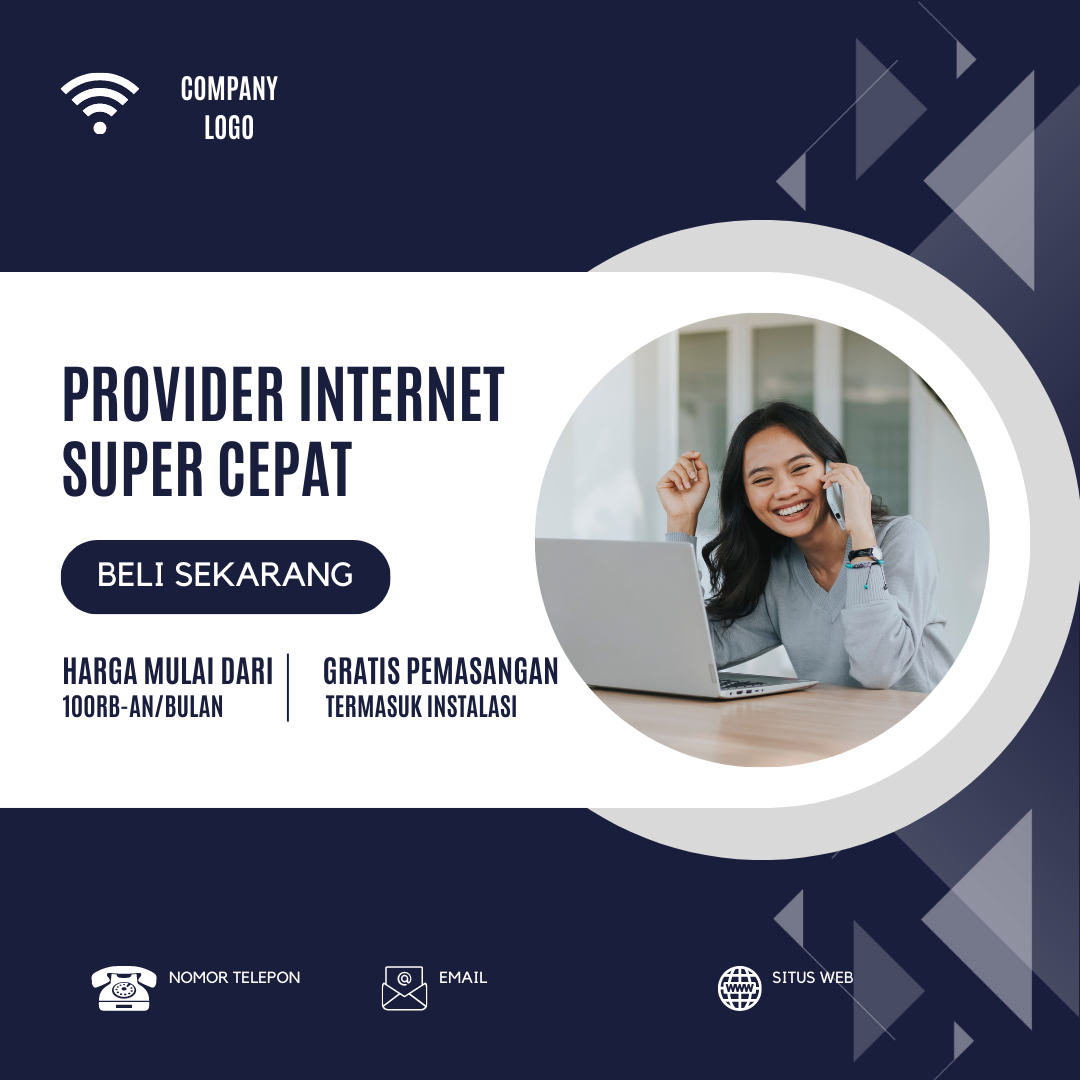 COMPANY
LOGO
PROVIDER INTERNET
SUPER CEPAT
BELI SEKARANG
HARGA MULAI DARI
100RB-AN/BULAN
GRATIS PEMASANGAN
TERMASUK INSTALASI
NOMOR TELEPON
@
EMAIL
WWW
SITUS WEB